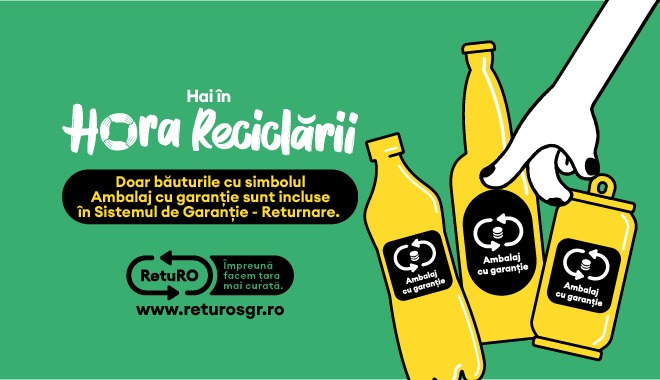 Hai în
Hora Reciclării
Doar băuturile cu simbolul
Ambalaj cu garanție sunt incluse
în Sistemul de Garanție - Returnare.
RetuRO
Împreună
facem țara
mai curată.
www.returosgr.ro
Ambalaj
cu garanție
Ambalaj
cu garanție
Ambalaj
cu garanție